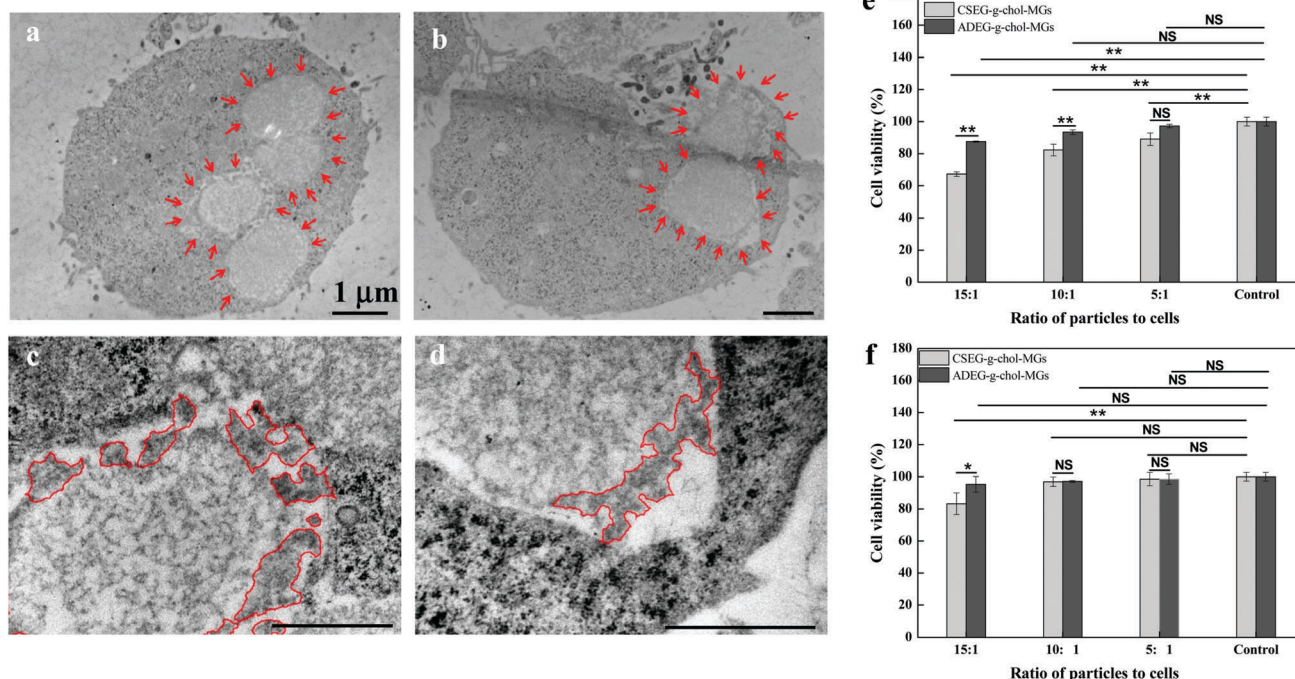 a
1 μm
b
c
d
e
CSEG-g-chol-MGs
ADEG-g-chol-MGs
NS
NS
**
**
**
**
** ** NS
160
140
120
100
80
60
40
20
0
Cell viability (%)
15:1 10:1 5:1 Control
Ratio of particles to cells
f
CSEG-g-chol-MGs
ADEG-g-chol-MGs
NS
NS
NS
**
NS
NS
* NS NS
180
160
140
120
100
80
60
40
20
0
Cell viability (%)
15:1 10: 1 5: 1 Control
Ratio of particles to cells